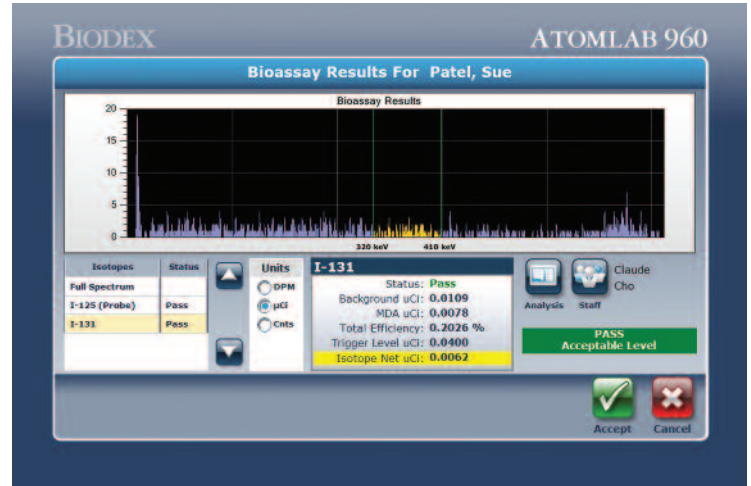 BIODEX
ATOMLAB 960
Bioassay Results For Patel, Sue
Bioassay Results
20
15
10
5
0
320 keV 410 keV
Isotopes Status
Full Spectrum
I-125 (Probe) Pass
I-131 Pass
Units
DPM
µCi
Cnts
I-131
Status: Pass
Background uCi: 0.0109
MDA uCi: 0.0078
Total Efficiency: 0.2026 %
Trigger Level uCi: 0.0400
Isotope Net uCi: 0.0062
Analysis
Staff
Claude
Cho
PASS
Acceptable Level
Accept
Cancel